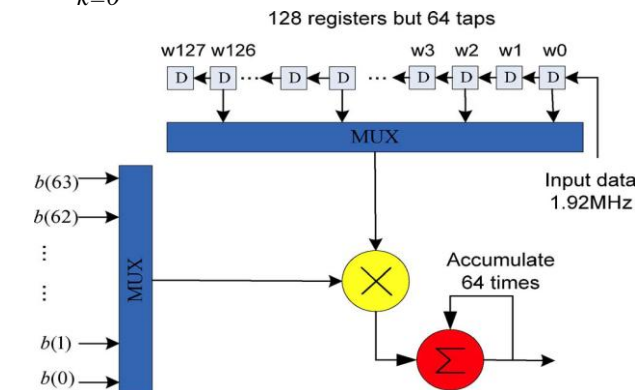 k=0
128 registers but 64 taps
w127 w126 w3 w2 w1 w0
D D ... D D ... D D D D
MUX
Input data
1.92MHz
b(63)
b(62)
...
...
b(1)
b(0)
MUX
Accumulate
64 times
Σ